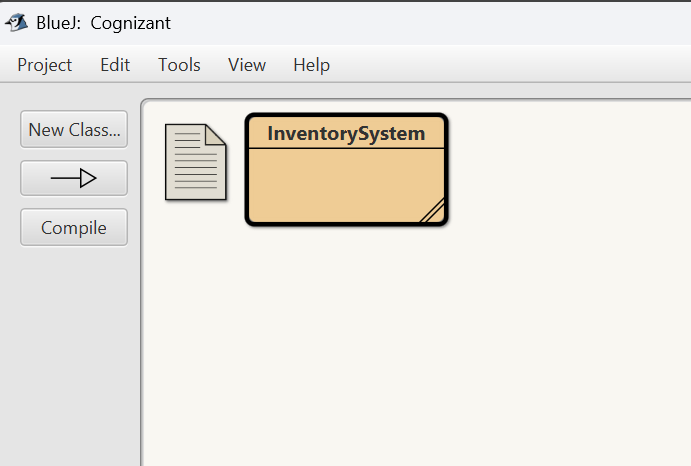 BlueJ: Cognizant
Project Edit Tools View Help
New Class...
InventorySystem
Compile